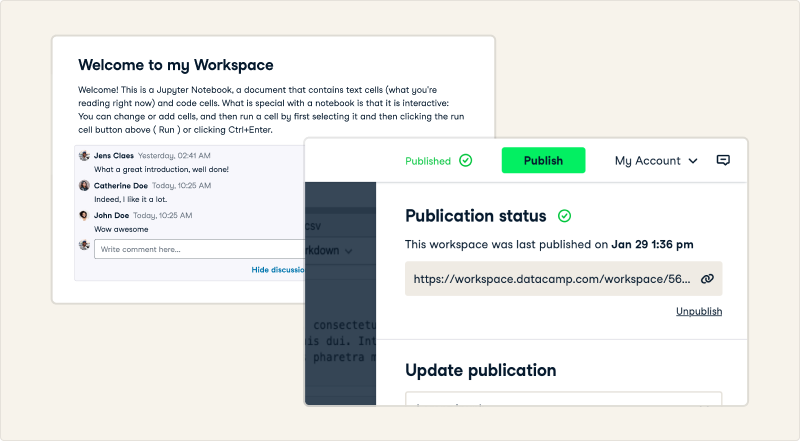 Welcome to my Workspace
Welcome! This is a Jupyter Notebook, a document that contains text cells (what you're
reading right now) and code cells. What is special with a notebook is that it is interactive:
You can change or add cells, and then run a cell by first selecting it and then clicking the run
cell button above ( Run ) or clicking Ctrl+Enter.
Jens Claes Yesterday, 02:41 AM
What a great introduction, well done!
Catherine Doe Today, 10:25 AM
Indeed, I like it a lot.
John Doe Today, 10:25 AM
Wow awesome
Write comment here...
Hide discussio
Published Publish My Account
csv
rkdown
consectetu
is dui. Int
pharetra m
Publication status
This workspace was last published on Jan 29 1:36 pm
https://workspace.datacamp.com/workspace/56...
Unpublish
Update publication